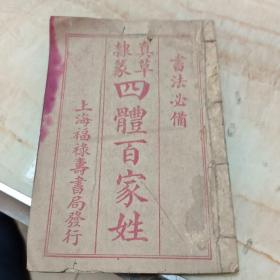 書法必備
真草
隸篆
四體百家姓
上海福祿壽書局發行